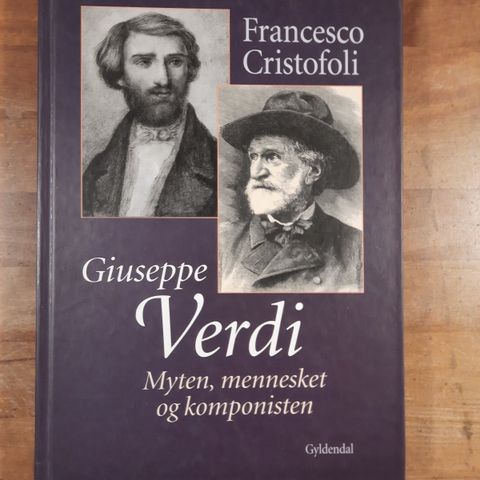 Francesco
Cristofoli
Giuseppe
Verdi
Myten, mennesket
og komponisten
Gyldendal